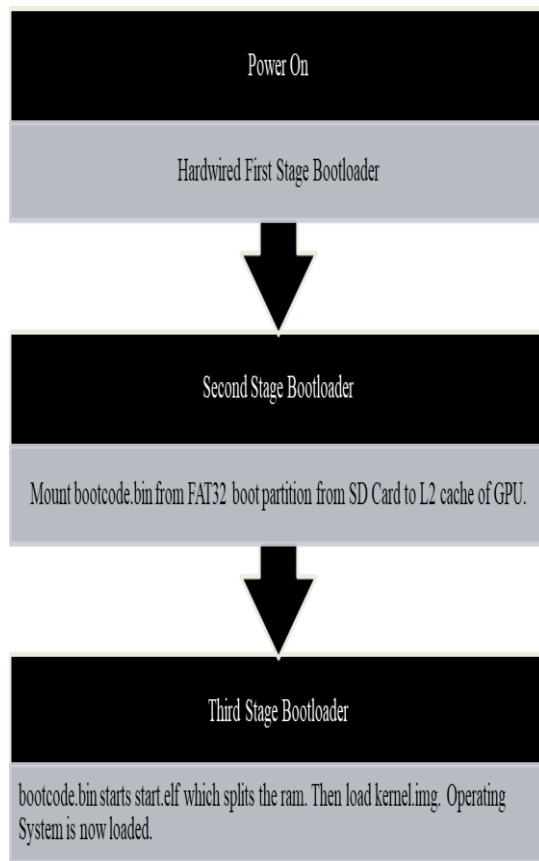 Power On
Hardwired First Stage Bootloader
Second Stage Bootloader
Mount bootcode.bin from FAT32 boot partition from SD Card to L2 cache of GPU.
Third Stage Bootloader
bootcode.bin starts start.elf which splits the ram. Then load kernel.img. Operating
System is now loaded.